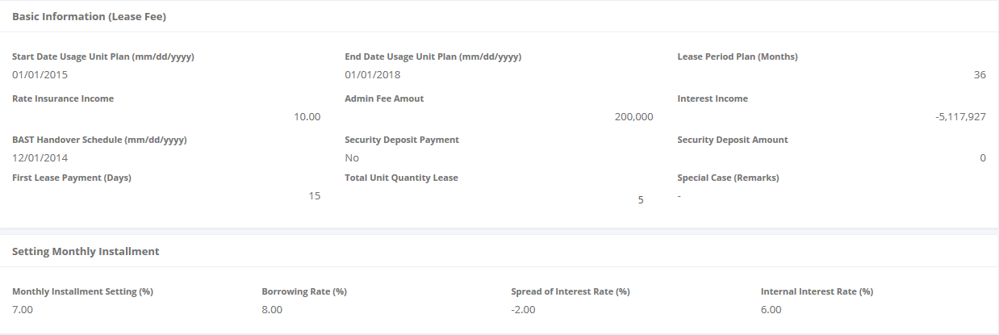 Basic Information (Lease Fee)
Start Date Usage Unit Plan (mm/dd/yyyy) End Date Usage Unit Plan (mm/dd/yyyy) Lease Period Plan (Months)
01/01/2015 01/01/2018 36
Rate Insurance Income Admin Fee Amout Interest Income
10.00 200,000 -5,117,927
BAST Handover Schedule (mm/dd/yyyy) Security Deposit Payment Security Deposit Amount
12/01/2014 No 0
First Lease Payment (Days) Total Unit Quantity Lease Special Case (Remarks)
15 5 -
Setting Monthly Installment
Monthly Installment Setting (%) Borrowing Rate (%) Spread of Interest Rate (%) Internal Interest Rate (%)
7.00 8.00 -2.00 6.00